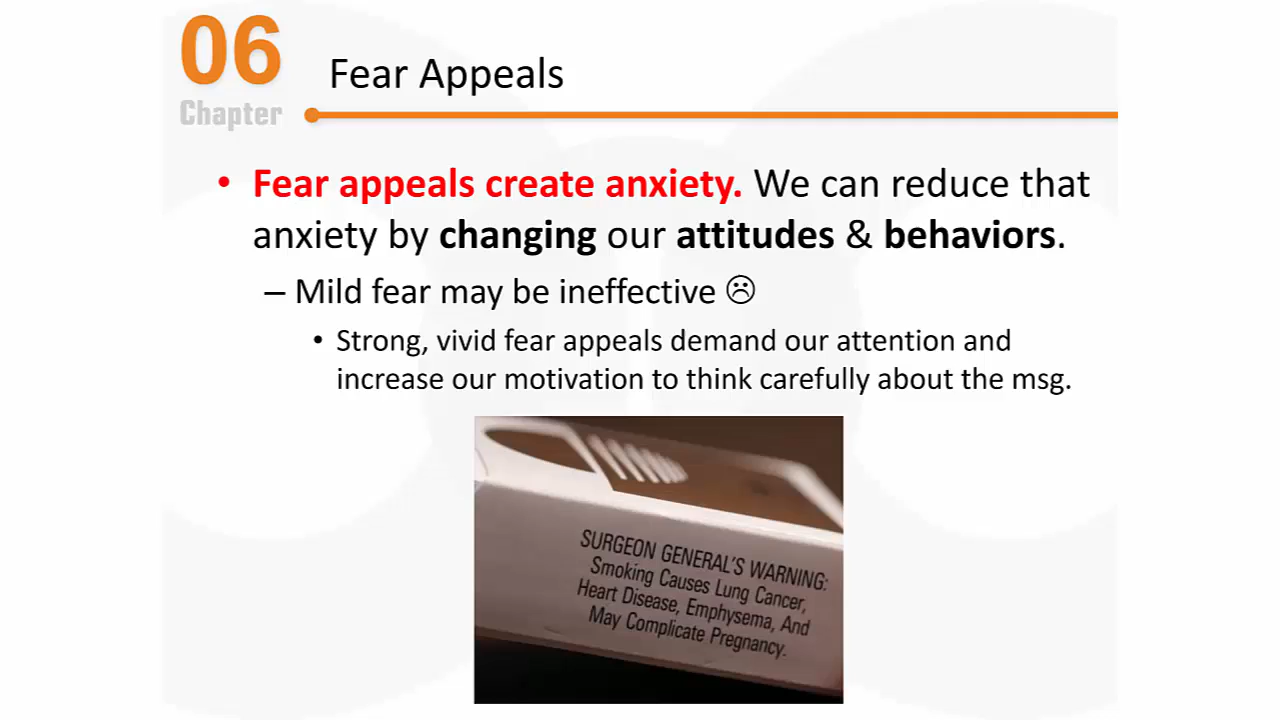 06
Chapter
Fear Appeals
• Fear appeals create anxiety. We can reduce that
anxiety by changing our attitudes & behaviors.
– Mild fear may be ineffective ☹
• Strong, vivid fear appeals demand our attention and
increase our motivation to think carefully about the msg.
SURGEON GENERAL'S WARNING:
Smoking Causes Lung Cancer,
Heart Disease, Emphysema, And
May Complicate Pregnancy.